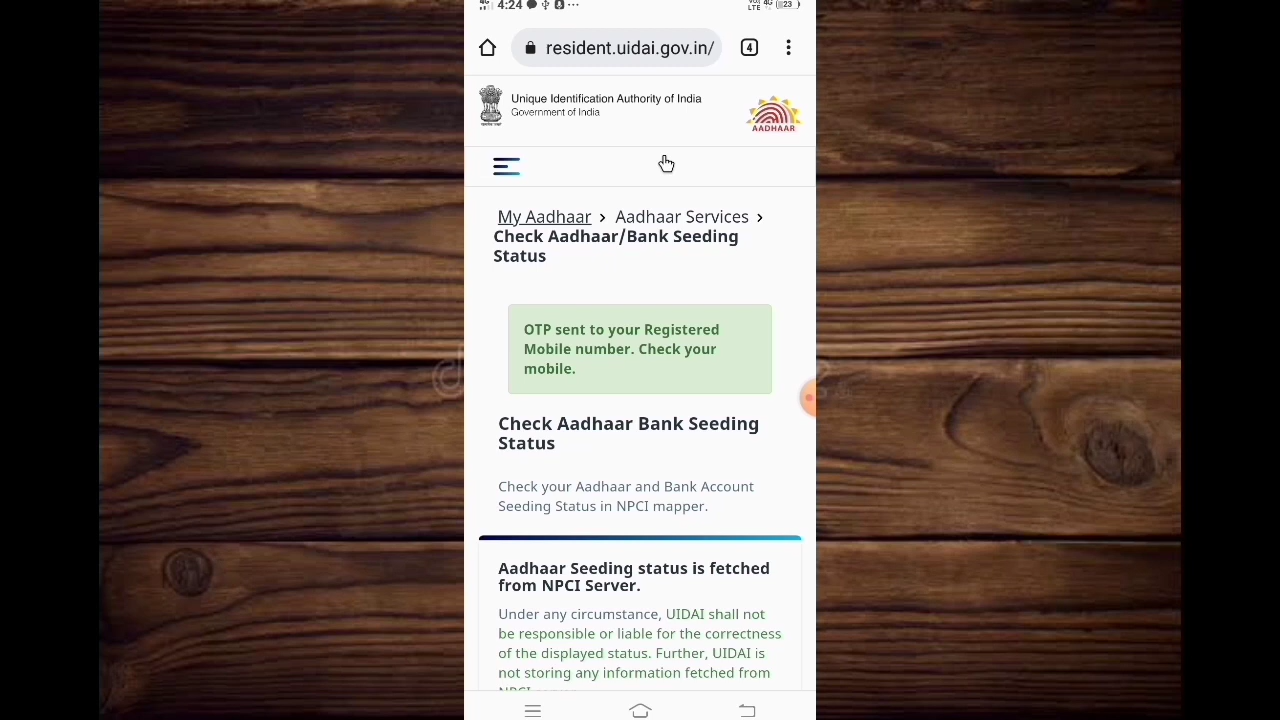 4G 4:24 ... 4G 23
LTE
resident.uidai.gov.in/ 4
Unique Identification Authority of India
Government of India
AADHAAR
My Aadhaar › Aadhaar Services ›
Check Aadhaar/Bank Seeding
Status
OTP sent to your Registered
Mobile number. Check your
mobile.
Check Aadhaar Bank Seeding
Status
Check your Aadhaar and Bank Account
Seeding Status in NPCI mapper.
Aadhaar Seeding status is fetched
from NPCI Server.
Under any circumstance, UIDAI shall not
be responsible or liable for the correctness
of the displayed status. Further, UIDAI is
not storing any information fetched from